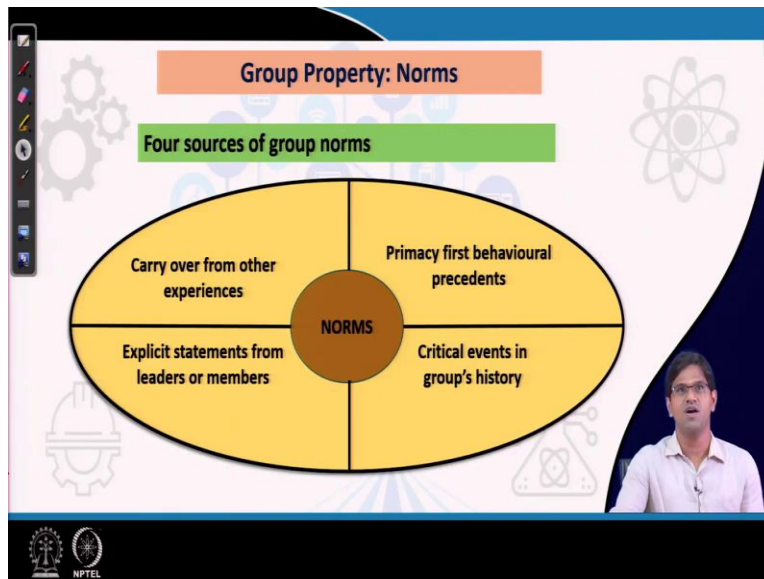 Group Property: Norms
Four sources of group norms
Carry over from other
experiences
Primacy first behavioural
precedents
NORMS
Explicit statements from
leaders or members
Critical events in
group's history
NPTEL